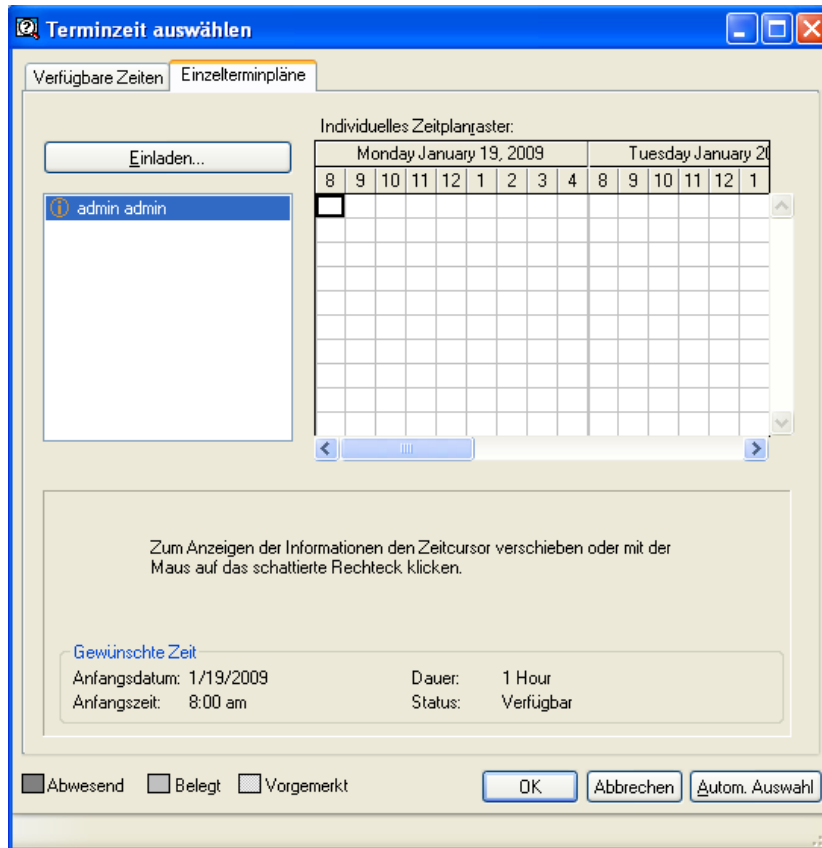 Terminzeit auswählen
Verfügbare Zeiten
Einzelterminpläne
Individuelles Zeitplanraster:
Einladen...
Monday January 19, 2009
Tuesday January 20
8 9 10 11 12 1 2 3 4 8 9 10 11 12 1
admin admin
Zum Anzeigen der Informationen den Zeitcursor verschieben oder mit der
Maus auf das schattierte Rechteck klicken.
Gewünschte Zeit
Anfangsdatum: 1/19/2009
Dauer: 1 Hour
Anfangszeit: 8:00 am
Status: Verfügbar
Abwesend
Belegt
Vorgemerkt
OK
Abbrechen
Autom. Auswahl